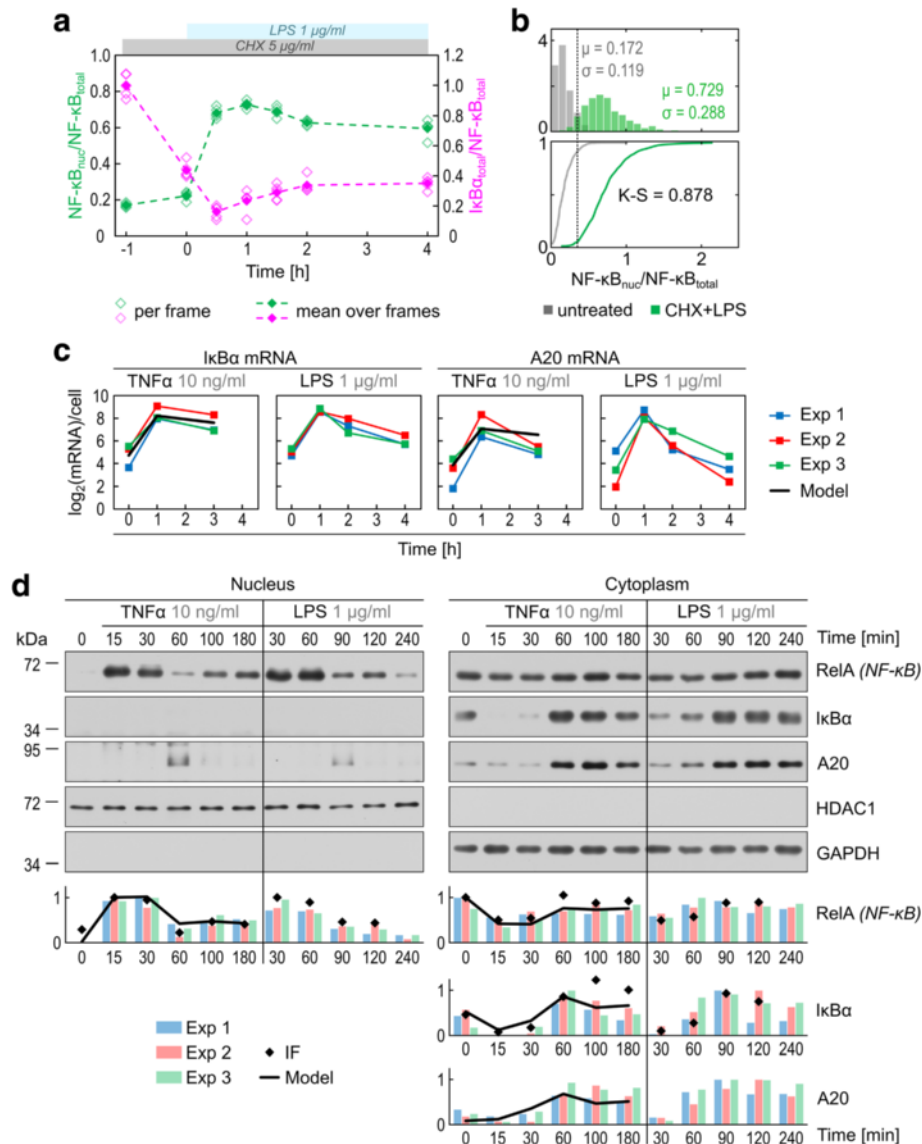 a
LPS 1 µg/ml
CHX 5 µg/ml
NF-κBnuc/NF-κBtotal
1.0
0.8
0.6
0.4
0.2
0
1.2
1.0
0.8
0.6
0.4
0.2
0
IκBαtotal/NF-κBtotal
-1 0 1 2 3 4
Time [h]
per frame
mean over frames
b
4
2
0
µ = 0.172
σ = 0.119
µ = 0.729
σ = 0.288
1
0
K-S = 0.878
0 1 2
NF-κBnuc/NF-κBtotal
untreated CHX+LPS
c
IκBα mRNA A20 mRNA
TNFα 10 ng/ml LPS 1 µg/ml TNFα 10 ng/ml LPS 1 µg/ml
log2(mRNA)/cell
10
8
6
4
2
0
0 1 2 3 4 0 1 2 3 4 0 1 2 3 4 0 1 2 3 4
Time [h]
Exp 1
Exp 2
Exp 3
Model
d
Nucleus Cytoplasm
TNFα 10 ng/ml LPS 1 µg/ml TNFα 10 ng/ml LPS 1 µg/ml
kDa 0 15 30 60 100 180 30 60 90 120 240 0 15 30 60 100 180 30 60 90 120 240 Time [min]
72 RelA (NF-κB)
34 IκBα
95 A20
72 HDAC1
34 GAPDH
1
0
0 15 30 60 100 180 30 60 90 120 240
1
0
0 15 30 60 100 180 30 60 90 120 240
RelA (NF-κB)
1
0
0 15 30 60 100 180 30 60 90 120 240
IκBα
1
0
0 15 30 60 100 180 30 60 90 120 240
A20
Time [min]
Exp 1
Exp 2
Exp 3
IF
Model